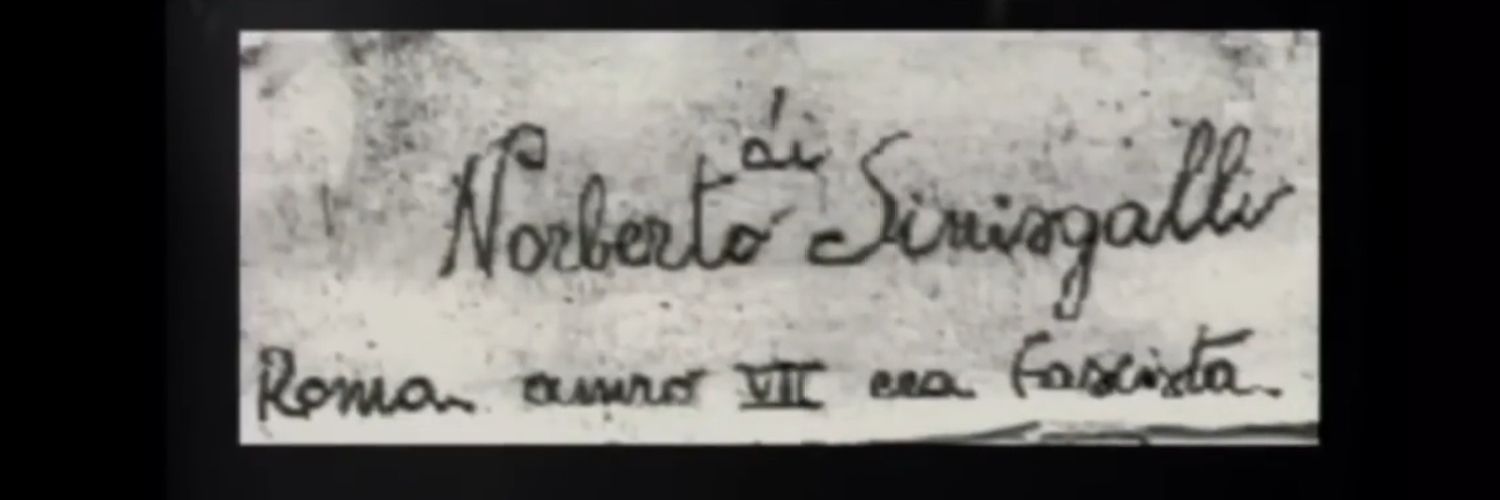 di
Norberto Sinisgalli
Roma anno VII era Fascista.